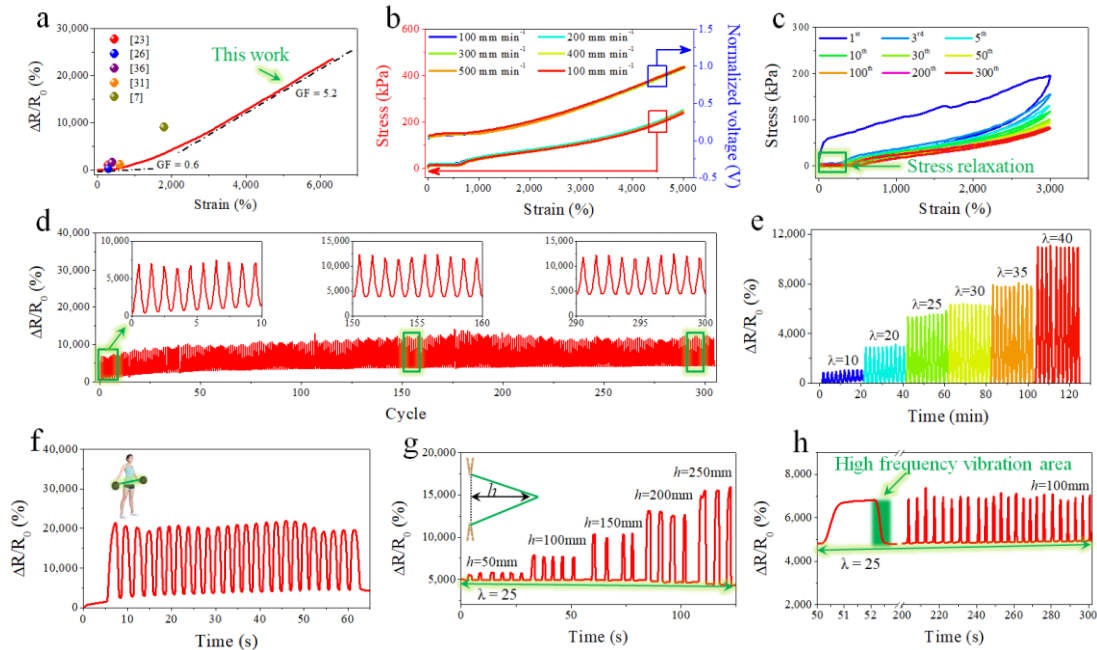 a
30,000
25,000
20,000
15,000
10,000
5,000
0
ΔR/R0 (%)
[23]
[26]
[36]
[31]
[7]
This work
GF = 5.2
GF = 0.6
0
2,000
4,000
6,000
Strain (%)
b
600
400
200
0
Stress (kPa)
100 mm min⁻¹
200 mm min⁻¹
300 mm min⁻¹
400 mm min⁻¹
500 mm min⁻¹
100 mm min⁻¹
1.5
1.0
0.5
0.0
-0.5
Normalized voltage (V)
0
1,000
2,000
3,000
4,000
5,000
Strain (%)
c
300
200
100
0
Stress (kPa)
1st
3rd
5th
10th
30th
50th
100th
200th
300th
Stress relaxation
0
1,000
2,000
3,000
Strain (%)
d
40,000
30,000
20,000
10,000
0
ΔR/R0 (%)
10,000
5,000
0
0
5
10
15,000
10,000
5,000
0
150
155
160
15,000
10,000
5,000
0
290
295
300
0
50
100
150
200
250
300
Cycle
e
12,000
8,000
4,000
0
ΔR/R0 (%)
λ=10
λ=20
λ=25
λ=30
λ=35
λ=40
0
20
40
60
80
100
120
Time (min)
f
40,000
30,000
20,000
10,000
0
ΔR/R0 (%)
0
10
20
30
40
50
60
Time (s)
g
20,000
15,000
10,000
5,000
0
ΔR/R0 (%)
h
h=50mm
h=100mm
h=150mm
h=200mm
h=250mm
λ = 25
0
50
100
Time (s)
h
9,000
8,000
6,000
4,000
2,000
ΔR/R0 (%)
High frequency vibration area
h=100mm
λ = 25
50
51
52
200
220
240
260
280
300
Time (s)